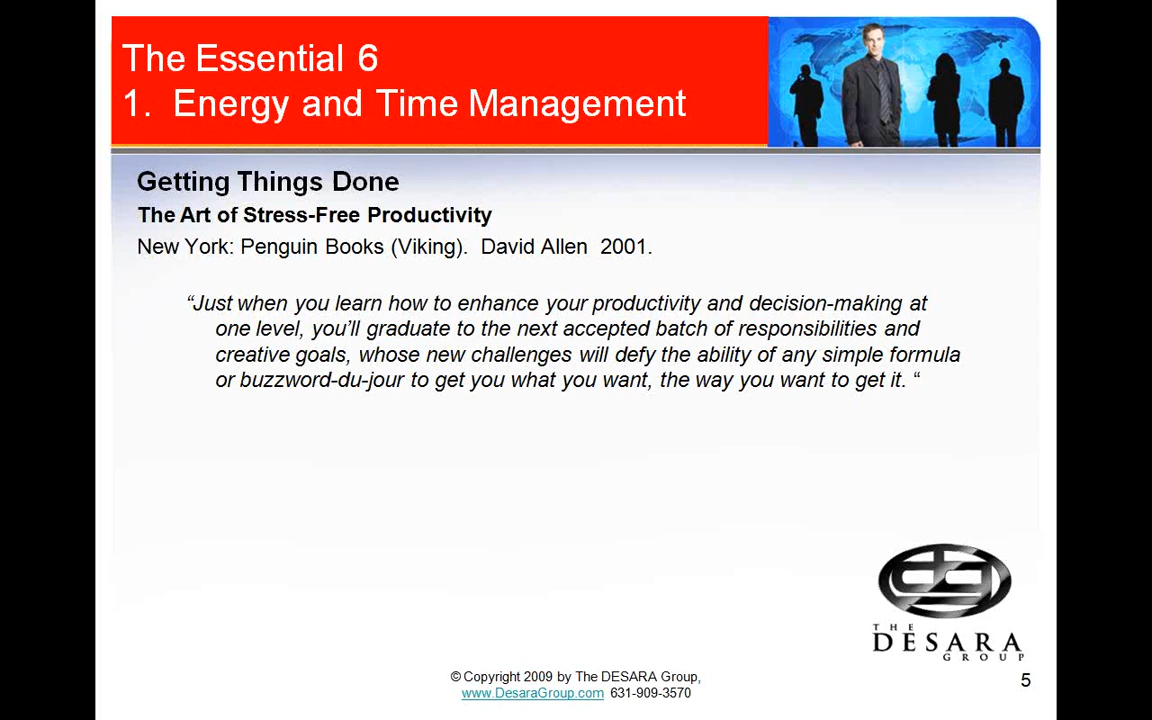 The Essential 6
1. Energy and Time Management
Getting Things Done
The Art of Stress-Free Productivity
New York: Penguin Books (Viking). David Allen 2001.
“Just when you learn how to enhance your productivity and decision-making at
one level, you’ll graduate to the next accepted batch of responsibilities and
creative goals, whose new challenges will defy the ability of any simple formula
or buzzword-du-jour to get you what you want, the way you want to get it. “
THE
DESARA
GROUP
© Copyright 2009 by The DESARA Group,
www.DesaraGroup.com 631-909-3570
5